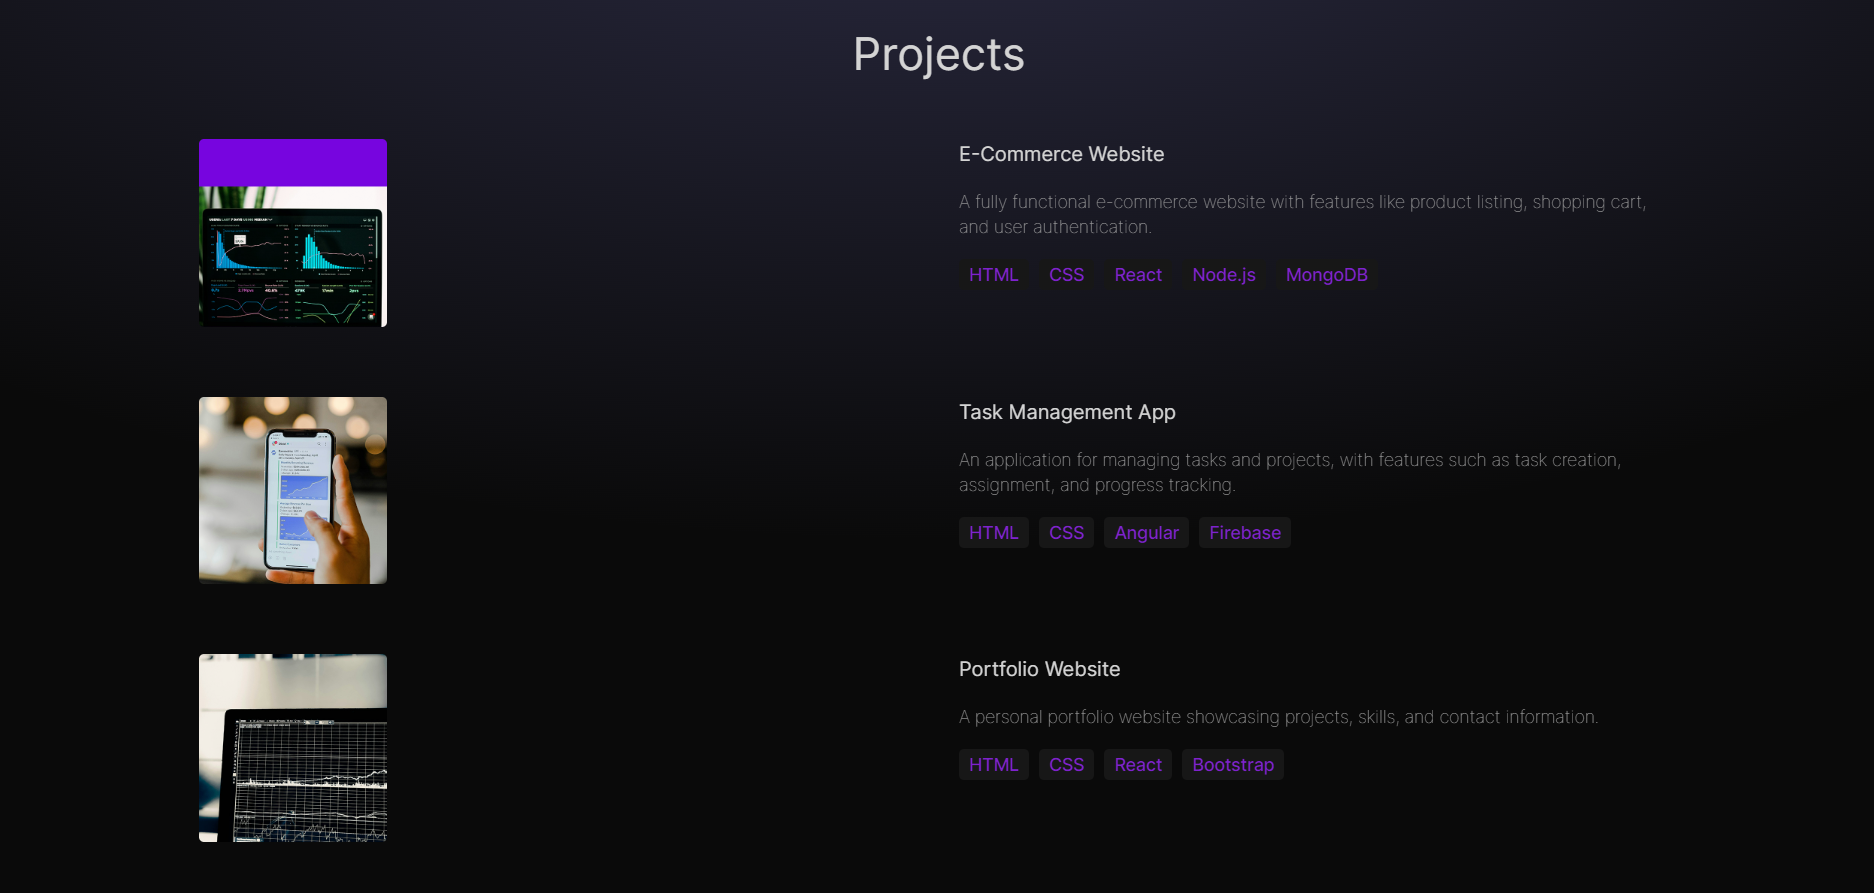 Projects
E-Commerce Website
A fully functional e-commerce website with features like product listing, shopping cart,
and user authentication.
HTML CSS React Node.js MongoDB
Task Management App
An application for managing tasks and projects, with features such as task creation,
assignment, and progress tracking.
HTML CSS Angular Firebase
Portfolio Website
A personal portfolio website showcasing projects, skills, and contact information.
HTML CSS React Bootstrap